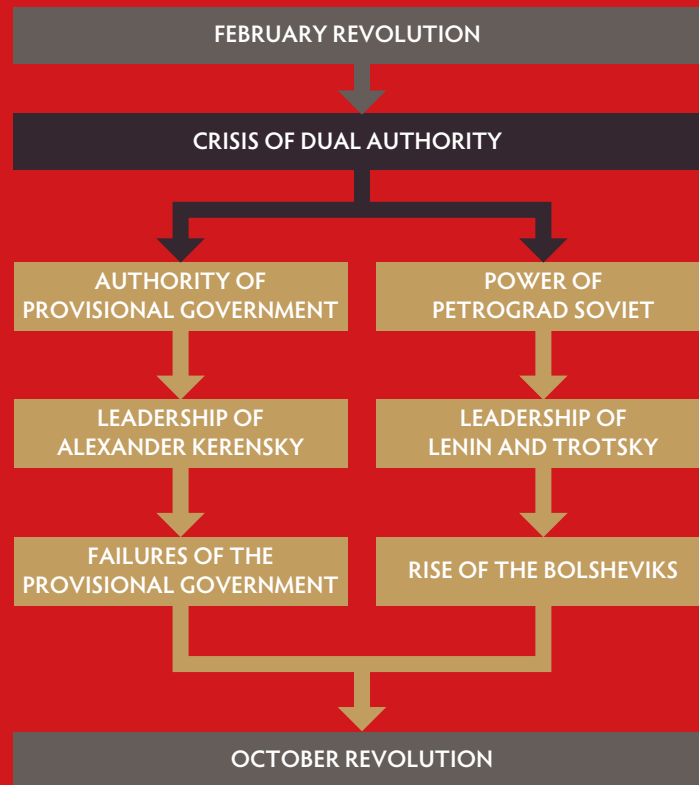 FEBRUARY REVOLUTION
CRISIS OF DUAL AUTHORITY
AUTHORITY OF
PROVISIONAL GOVERNMENT
POWER OF
PETROGRAD SOVIET
LEADERSHIP OF
ALEXANDER KERENSKY
LEADERSHIP OF
LENIN AND TROTSKY
FAILURES OF THE
PROVISIONAL GOVERNMENT
RISE OF THE BOLSHEVIKS
OCTOBER REVOLUTION